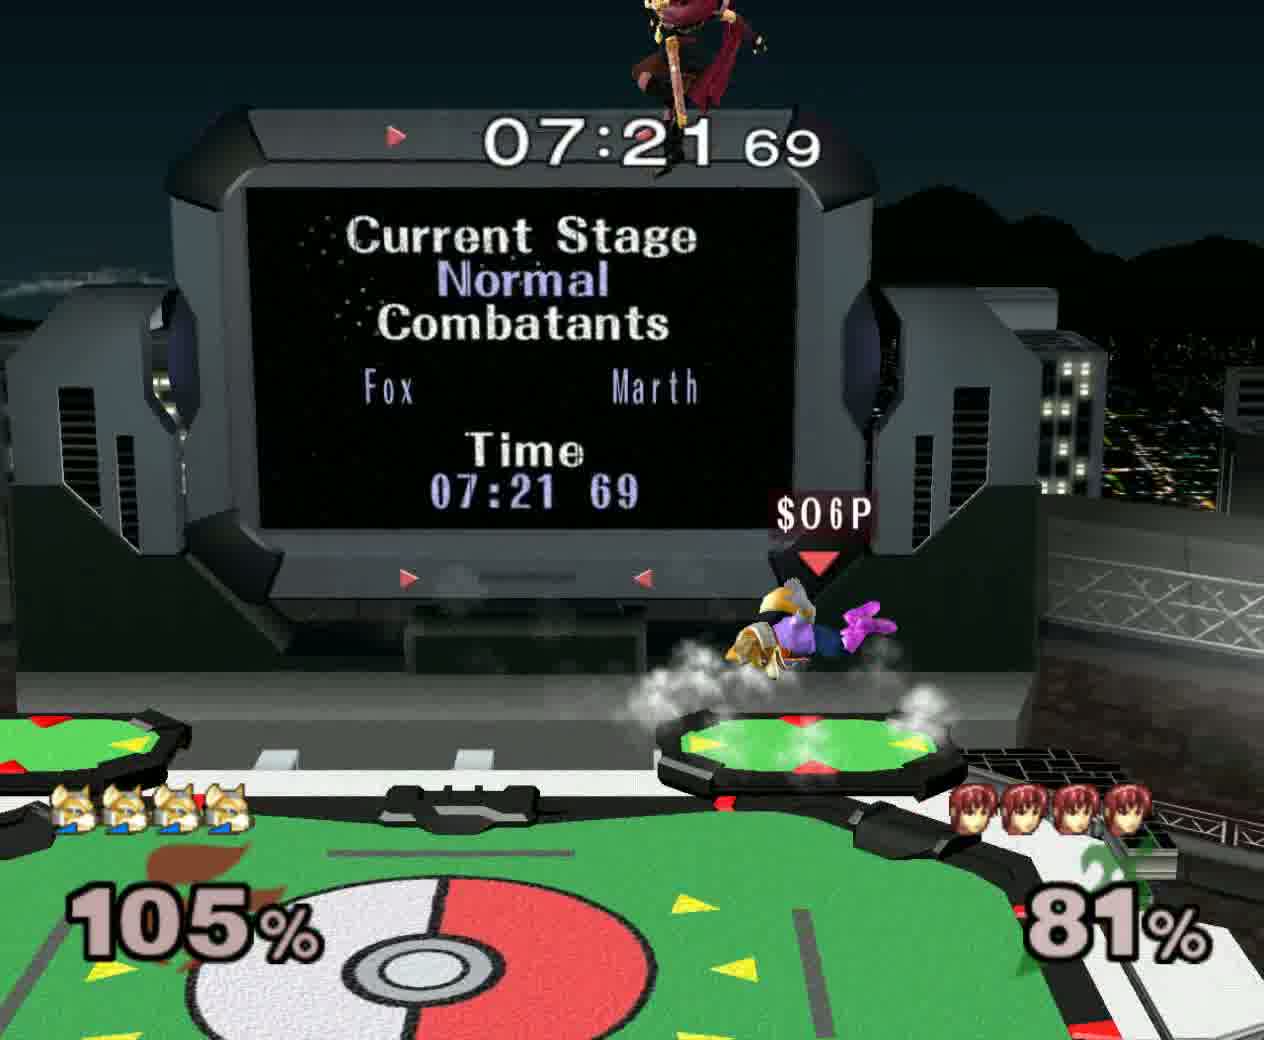 07:21 69
Current Stage
Normal
Combatants
Fox Marth
Time
07:21 69
$06P
105%
81%